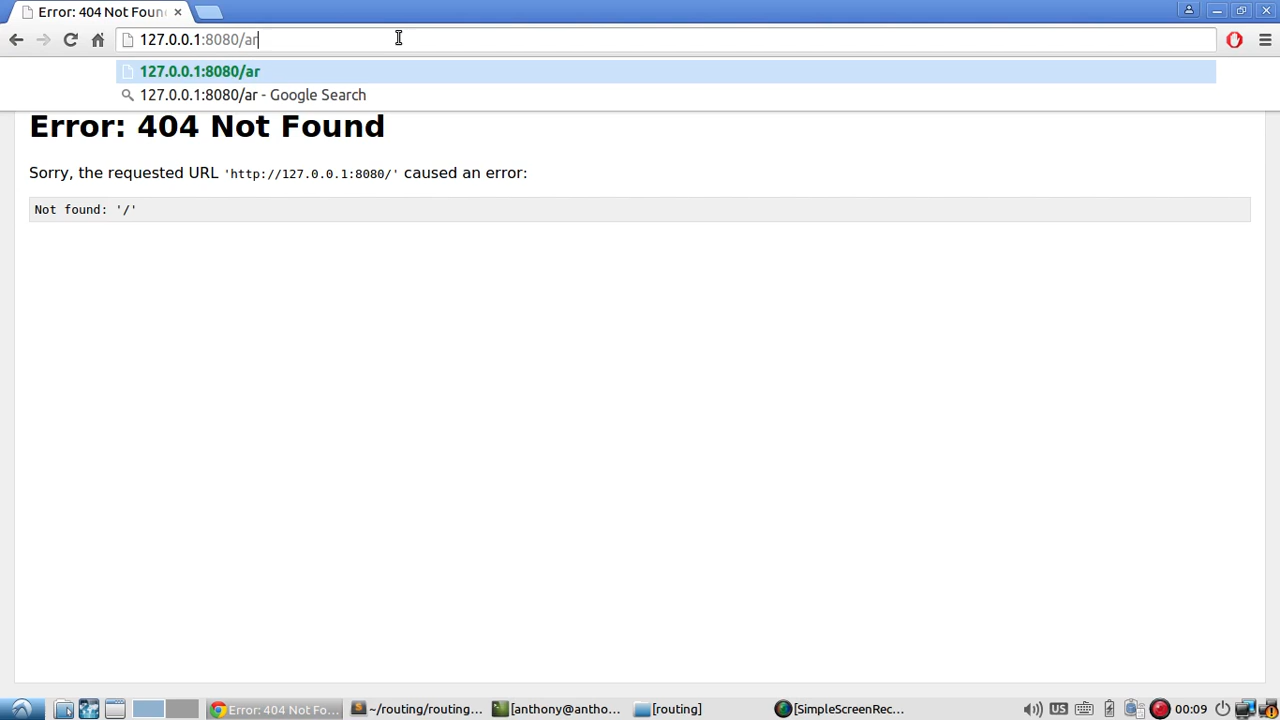 Error: 404 Not Foun
127.0.0.1:8080/ar
127.0.0.1:8080/ar
127.0.0.1:8080/ar - Google Search
Error: 404 Not Found
Sorry, the requested URL 'http://127.0.0.1:8080/' caused an error:
Not found: '/'
Error: 404 Not Fo...
~/routing/routing...
[anthony@antho...
[routing]
[SimpleScreenRec...
US
00:09